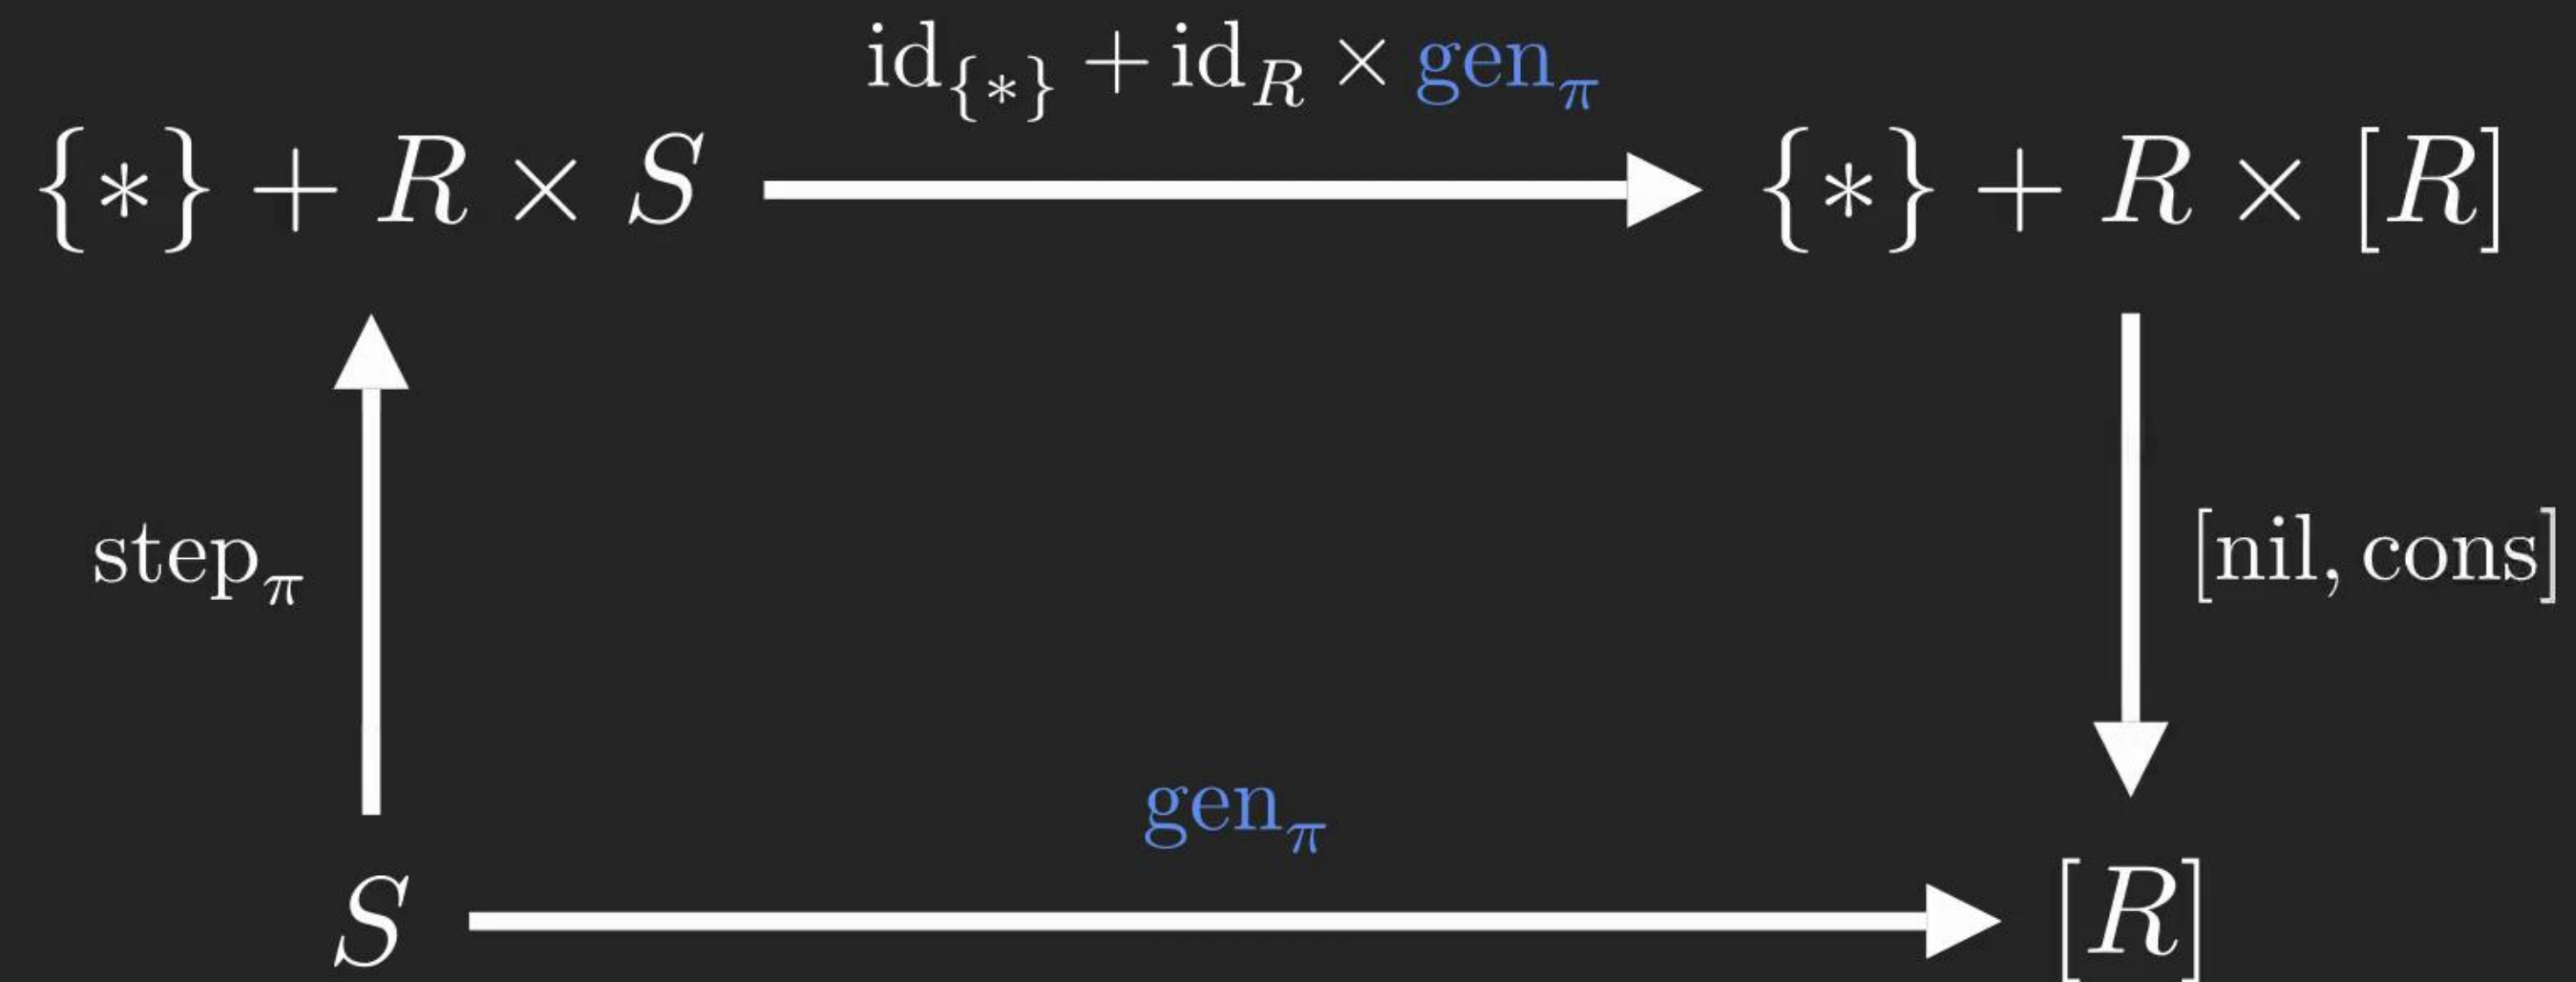 id_{∗} + id_R × gen_π
{∗} + R × S
{∗} + R × [R]
step_π
[nil, cons]
gen_π
S
[R]